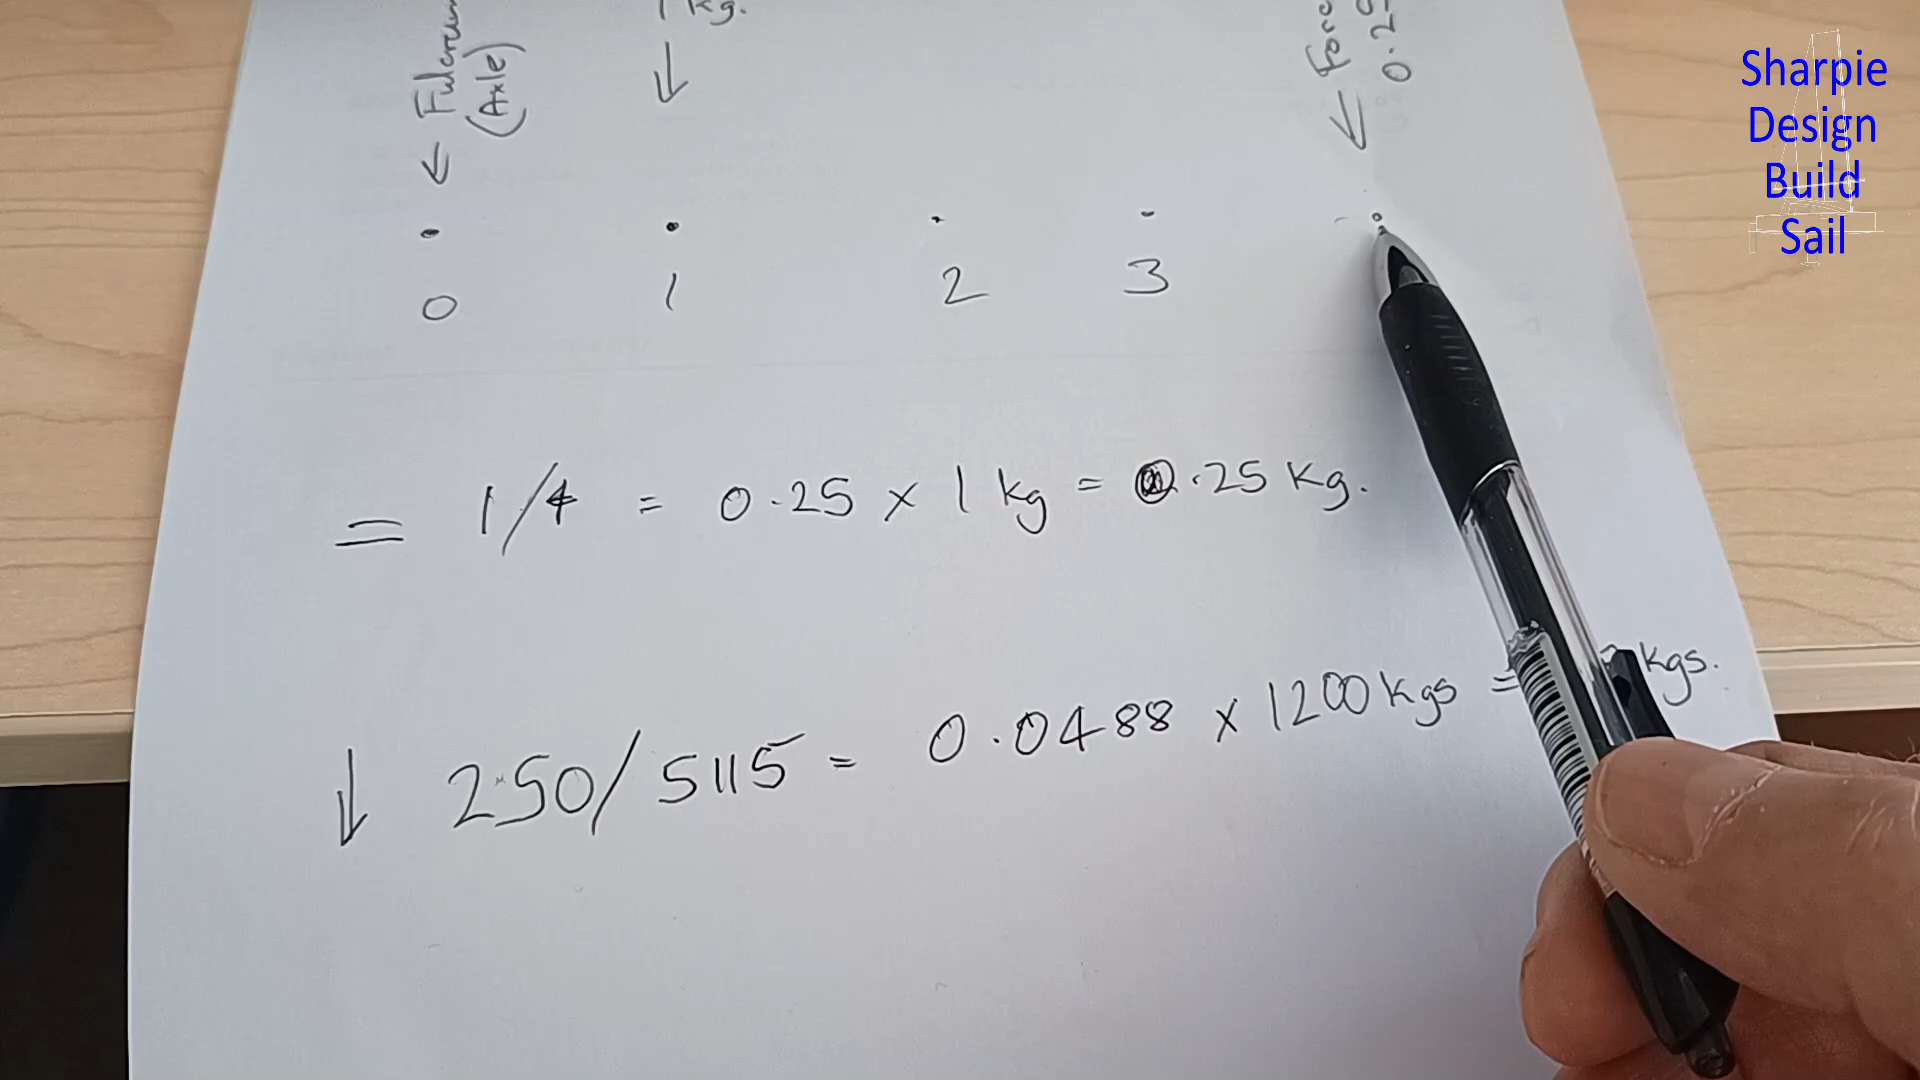 Fulcrum
(Axle)
kg.
0 1 2 3
= 1/4 = 0.25 x 1 kg = 0.25 kg.
↓ 250/5115 = 0.0488 x 1200 kgs = kgs.
Sharpie
Design
Build
Sail